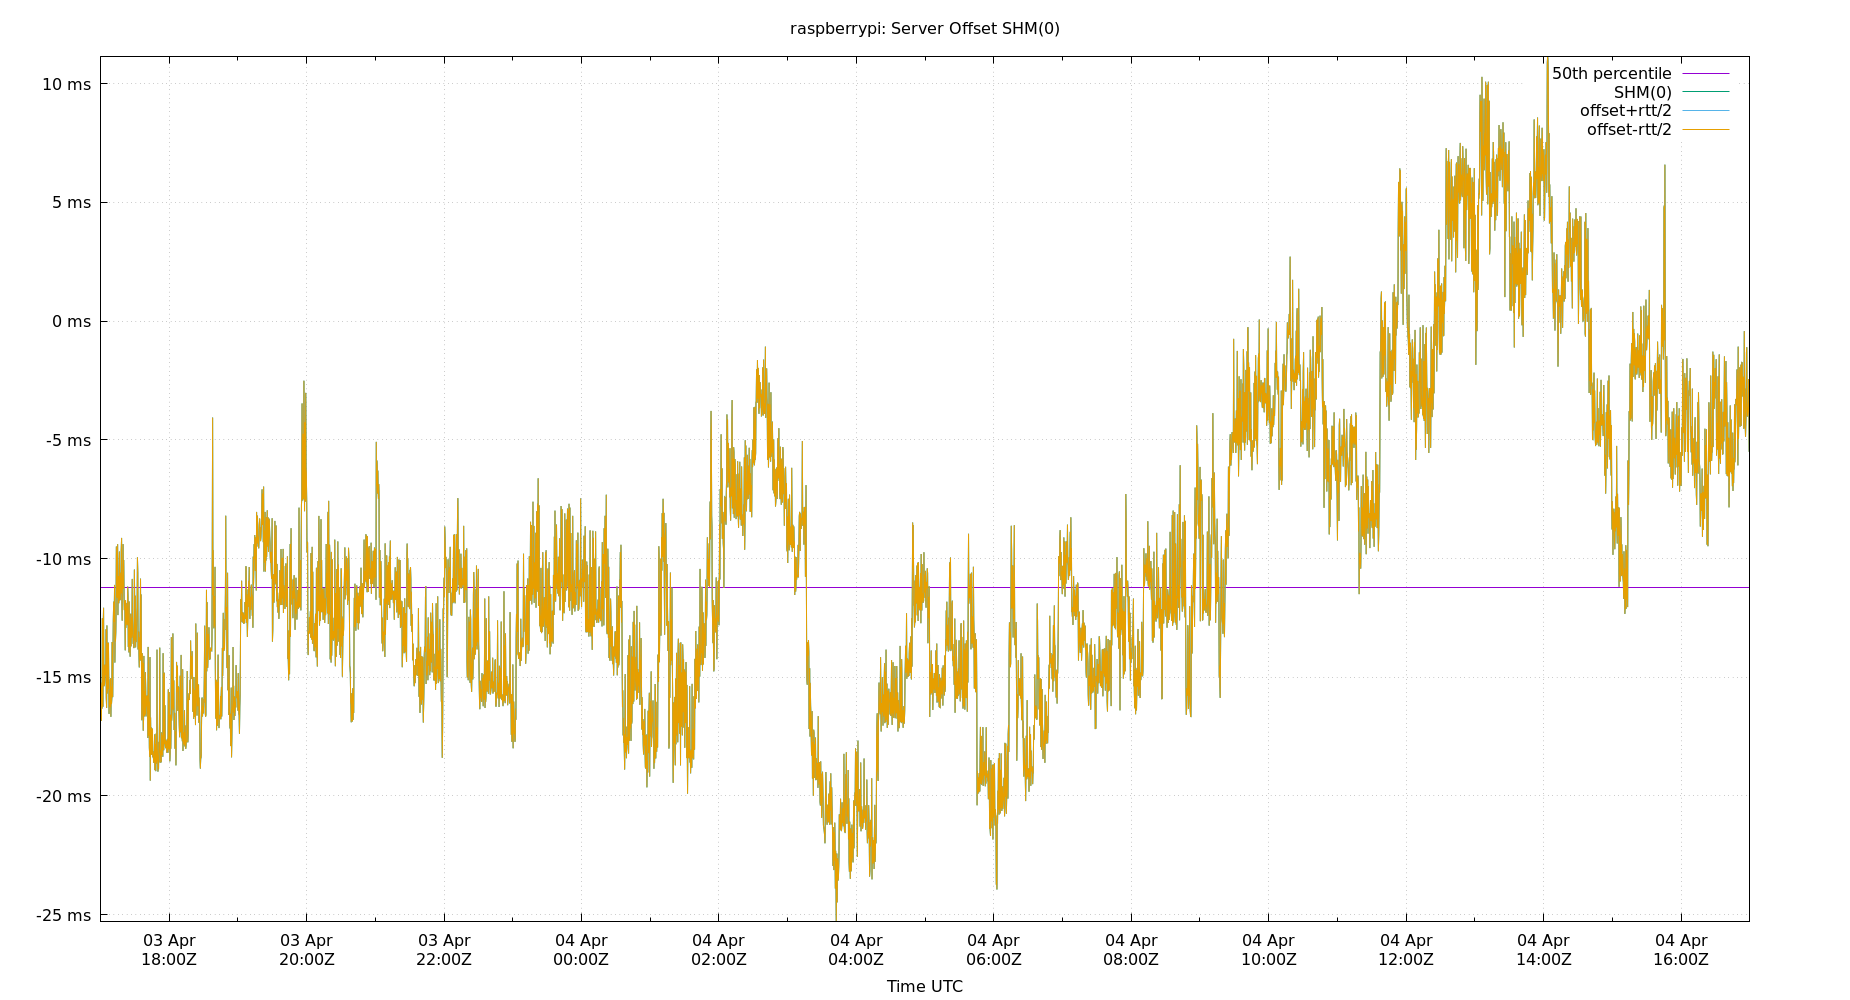 raspberrypi: Server Offset SHM(0)
50th percentile
SHM(0)
offset+rtt/2
offset-rtt/2
10 ms
5 ms
0 ms
-5 ms
-10 ms
-15 ms
-20 ms
-25 ms
03 Apr 03 Apr 03 Apr 04 Apr 04 Apr 04 Apr 04 Apr 04 Apr 04 Apr 04 Apr 04 Apr 04 Apr
18:00Z 20:00Z 22:00Z 00:00Z 02:00Z 04:00Z 06:00Z 08:00Z 10:00Z 12:00Z 14:00Z 16:00Z
Time UTC